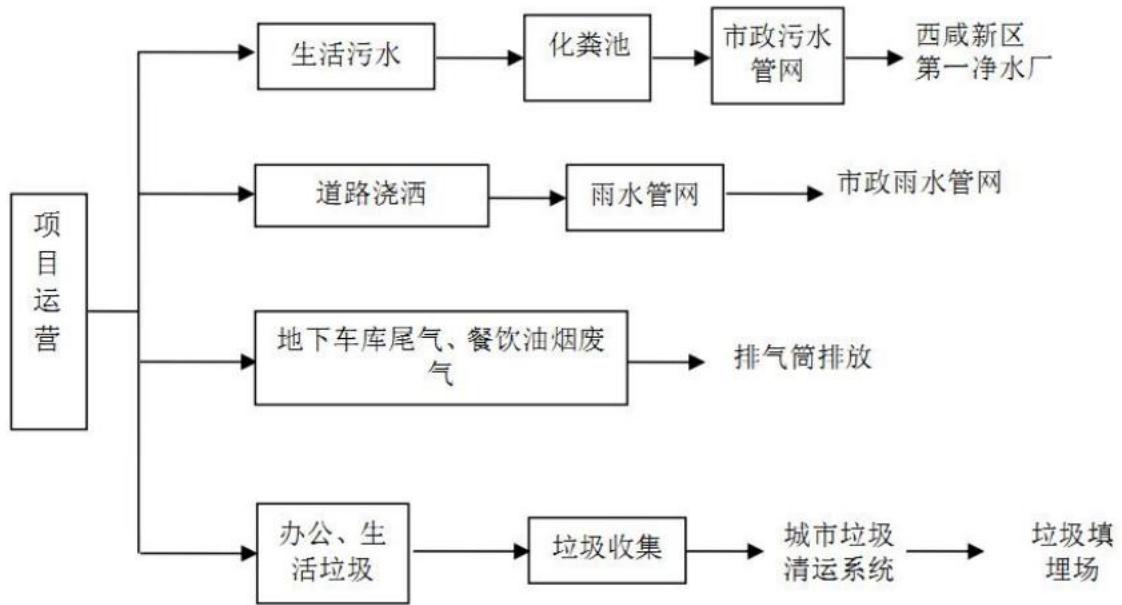 生活污水
化粪池
市政污水
管网
西咸新区
第一净水厂
道路浇洒
雨水管网
市政雨水管网
项
目
运
营
地下车库尾气、餐饮油烟废
气
排气筒排放
办公、生
活垃圾
垃圾收集
城市垃圾
清运系统
垃圾填
埋场